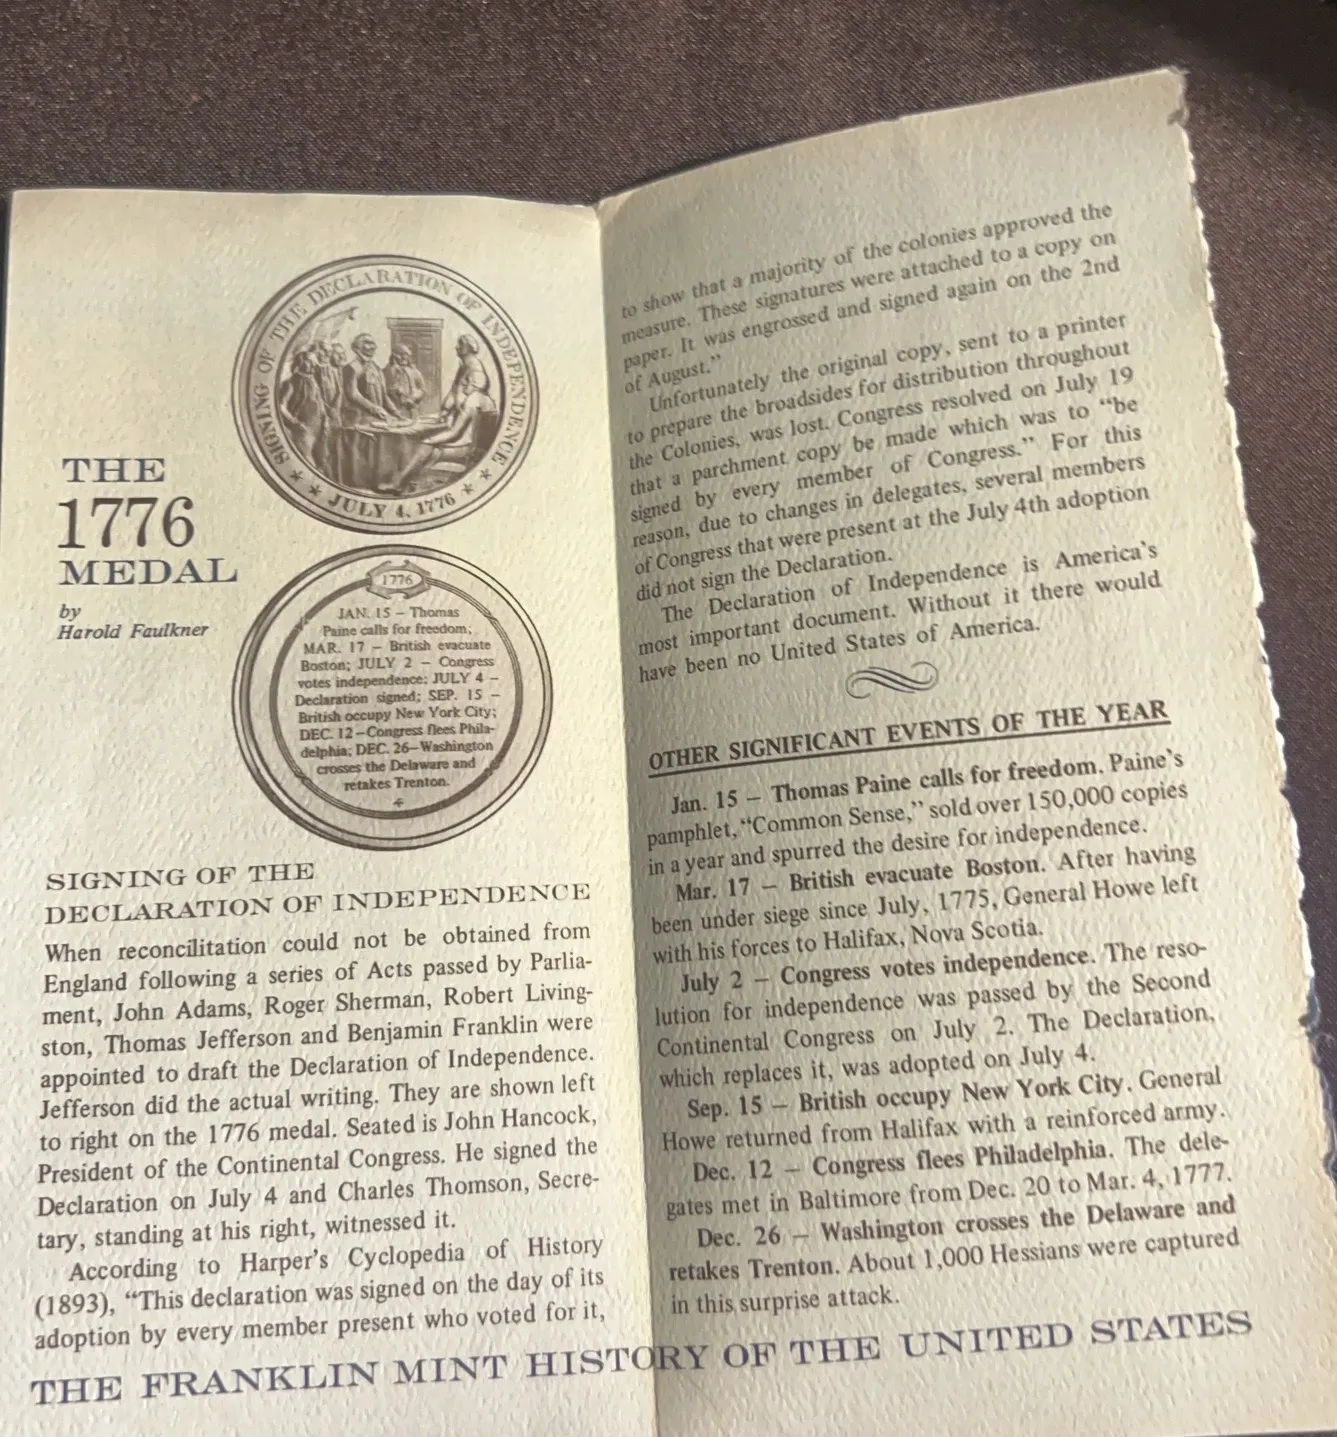 SIGNING OF THE DECLARATION OF INDEPENDENCE
★ ★ JULY 4, 1776 ★ ★
THE
1776
MEDAL
by
Harold Faulkner
1776
JAN. 15 – Thomas
Paine calls for freedom;
MAR. 17 – British evacuate
Boston; JULY 2 – Congress
votes independence; JULY 4 –
Declaration signed; SEP. 15 –
British occupy New York City;
DEC. 12–Congress flees Phila-
delphia; DEC. 26–Washington
crosses the Delaware and
retakes Trenton.
SIGNING OF THE
DECLARATION OF INDEPENDENCE
When reconcilitation could not be obtained from
England following a series of Acts passed by Parlia-
ment, John Adams, Roger Sherman, Robert Living-
ston, Thomas Jefferson and Benjamin Franklin were
appointed to draft the Declaration of Independence.
Jefferson did the actual writing. They are shown left
to right on the 1776 medal. Seated is John Hancock,
President of the Continental Congress. He signed the
Declaration on July 4 and Charles Thomson, Secre-
tary, standing at his right, witnessed it.
According to Harper's Cyclopedia of History
(1893), “This declaration was signed on the day of its
adoption by every member present who voted for it,
to show that a majority of the colonies approved the
measure. These signatures were attached to a copy on
paper. It was engrossed and signed again on the 2nd
of August.”
Unfortunately the original copy, sent to a printer
to prepare the broadsides for distribution throughout
the Colonies, was lost. Congress resolved on July 19
that a parchment copy be made which was to “be
signed by every member of Congress.” For this
reason, due to changes in delegates, several members
of Congress that were present at the July 4th adoption
did not sign the Declaration.
The Declaration of Independence is America's
most important document. Without it there would
have been no United States of America.
OTHER SIGNIFICANT EVENTS OF THE YEAR
Jan. 15 – Thomas Paine calls for freedom. Paine's
pamphlet, “Common Sense,” sold over 150,000 copies
in a year and spurred the desire for independence.
Mar. 17 – British evacuate Boston. After having
been under siege since July, 1775, General Howe left
with his forces to Halifax, Nova Scotia.
July 2 – Congress votes independence. The reso-
lution for independence was passed by the Second
Continental Congress on July 2. The Declaration,
which replaces it, was adopted on July 4.
Sep. 15 – British occupy New York City. General
Howe returned from Halifax with a reinforced army.
Dec. 12 – Congress flees Philadelphia. The dele-
gates met in Baltimore from Dec. 20 to Mar. 4, 1777.
Dec. 26 – Washington crosses the Delaware and
retakes Trenton. About 1,000 Hessians were captured
in this surprise attack.
THE FRANKLIN MINT HISTORY OF THE UNITED STATES